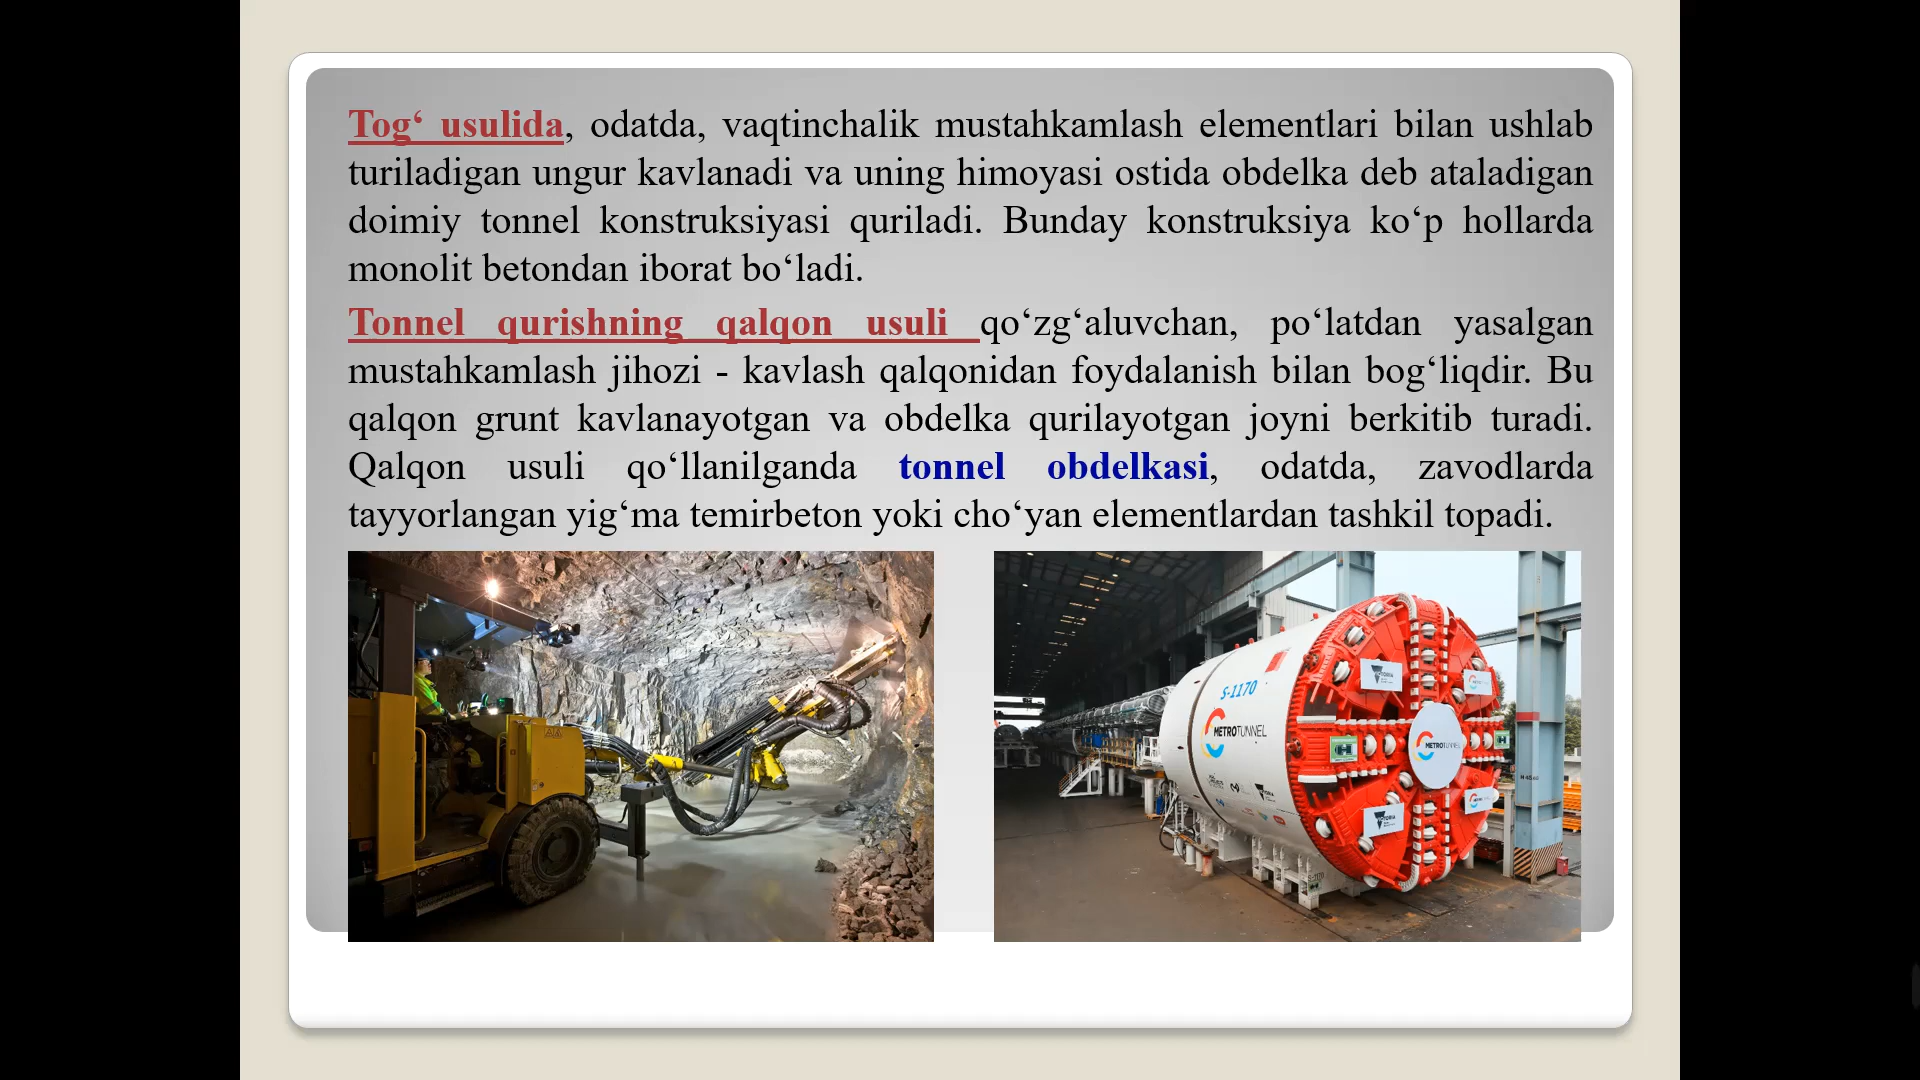 Tog‘ usulida, odatda, vaqtinchalik mustahkamlash elementlari bilan ushlab
turiladigan ungur kavlanadi va uning himoyasi ostida obdelka deb ataladigan
doimiy tonnel konstruksiyasi quriladi. Bunday konstruksiya ko‘p hollarda
monolit betondan iborat bo‘ladi.
Tonnel qurishning qalqon usuli qo‘zg‘aluvchan, po‘latdan yasalgan
mustahkamlash jihozi - kavlash qalqonidan foydalanish bilan bog‘liqdir. Bu
qalqon grunt kavlanayotgan va obdelka qurilayotgan joyni berkitib turadi.
Qalqon usuli qo‘llanilganda tonnel obdelkasi, odatda, zavodlarda
tayyorlangan yig‘ma temirbeton yoki cho‘yan elementlardan tashkil topadi.
S-1170
METROTUNNEL
METROTUNNEL
S-1170